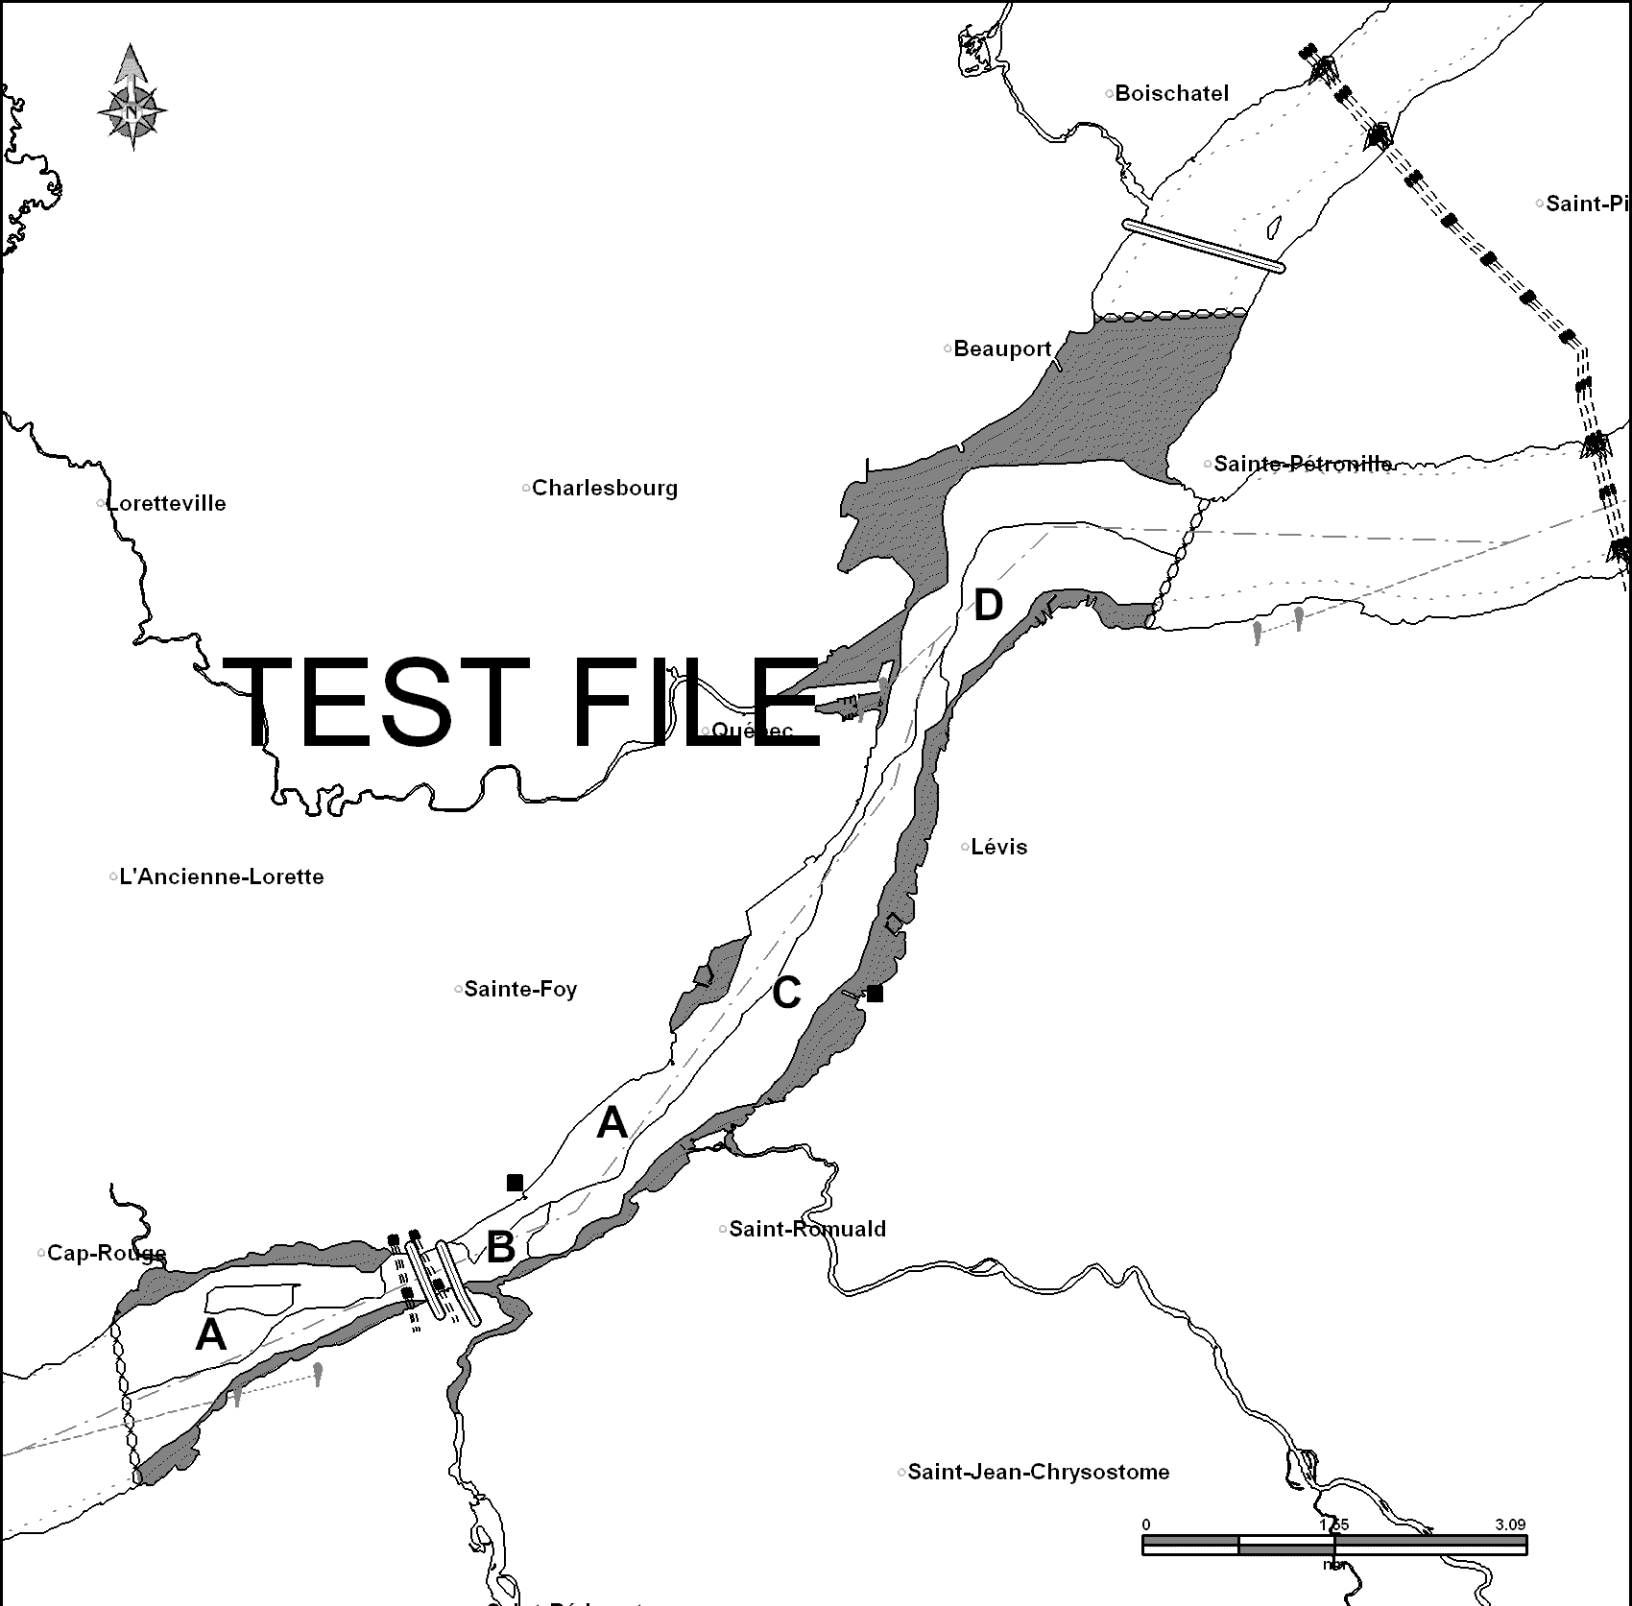 N
Boischatel
Saint-Pi
Beauport
Sainte-Pétronille
Charlesbourg
Loretteville
D
TEST FILE
Québec
Lévis
L'Ancienne-Lorette
Sainte-Foy
C
A
Saint-Romuald
B
Cap-Rouge
A
Saint-Jean-Chrysostome
0 1.55 3.09